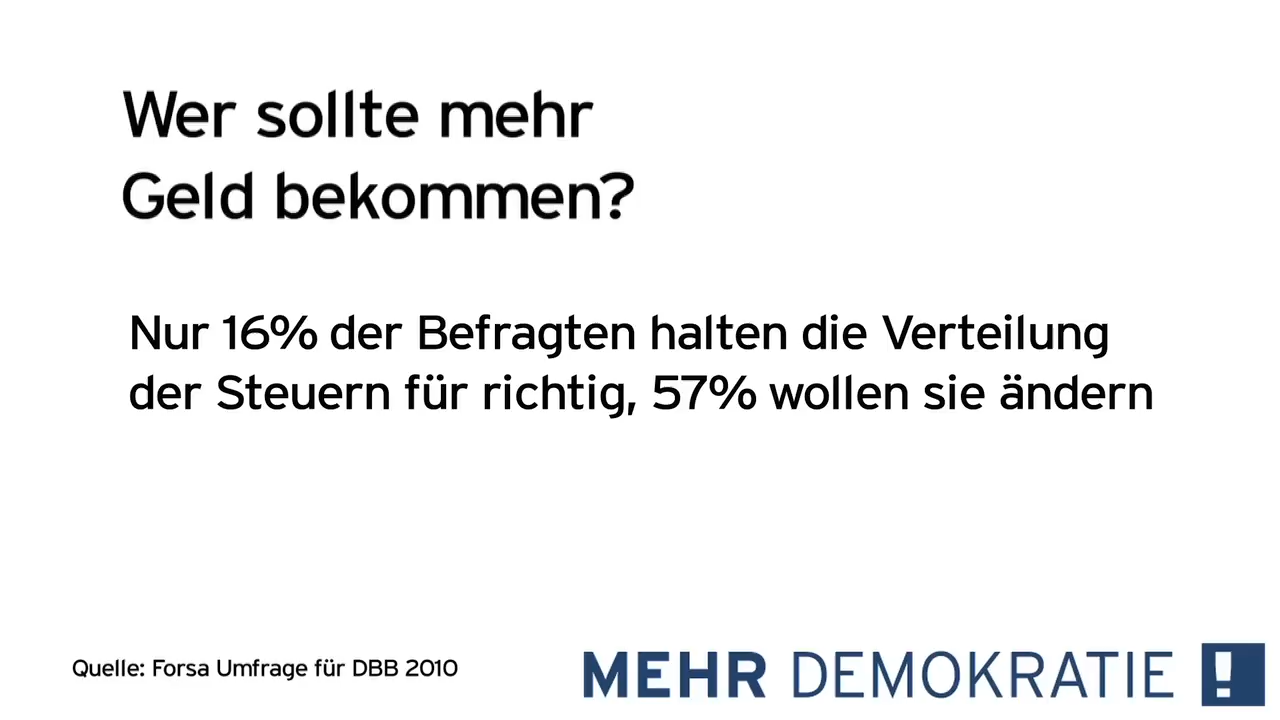 Wer sollte mehr
Geld bekommen?
Nur 16% der Befragten halten die Verteilung
der Steuern für richtig, 57% wollen sie ändern
Quelle: Forsa Umfrage für DBB 2010
MEHR DEMOKRATIE !